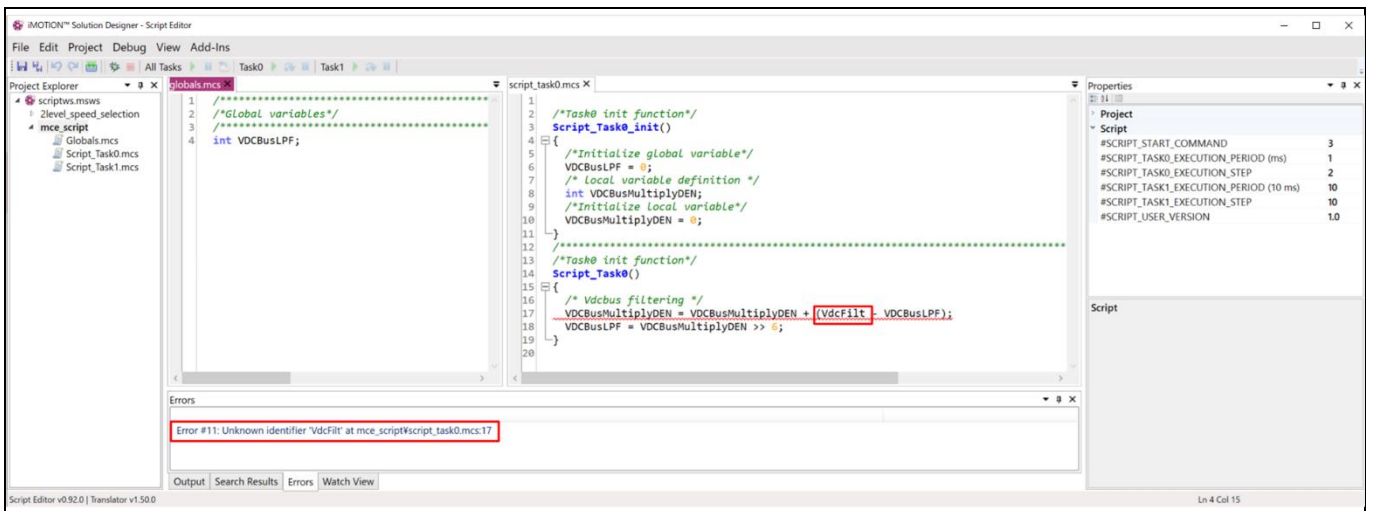 iMOTION™ Solution Designer - Script Editor
File Edit Project Debug View Add-Ins
All Tasks Task0 Task1
Project Explorer
scriptws.msws
2level_speed_selection
mce_script
Globals.mcs
Script_Task0.mcs
Script_Task1.mcs
globals.mcs
1 /******************************************
2 /*Global variables*/
3 /******************************************
4 int VDCBusLPF;
script_task0.mcs
1
2 /*Task0 init function*/
3 Script_Task0_init()
4 {
5 /*Initialize global variable*/
6 VDCBusLPF = 0;
7 /* local variable definition */
8 int VDCBusMultiplyDEN;
9 /*Initialize local variable*/
10 VDCBusMultiplyDEN = 0;
11 }
12 /*******************************************************************************
13 /*Task0 init function*/
14 Script_Task0()
15 {
16 /* Vdcbus filtering */
17 VDCBusMultiplyDEN = VDCBusMultiplyDEN + (VdcFilt - VDCBusLPF);
18 VDCBusLPF = VDCBusMultiplyDEN >> 6;
19 }
20
Properties
Project
Script
#SCRIPT_START_COMMAND 3
#SCRIPT_TASK0_EXECUTION_PERIOD (ms) 1
#SCRIPT_TASK0_EXECUTION_STEP 2
#SCRIPT_TASK1_EXECUTION_PERIOD (10 ms) 10
#SCRIPT_TASK1_EXECUTION_STEP 10
#SCRIPT_USER_VERSION 1.0
Script
Errors
Error #11: Unknown identifier 'VdcFilt' at mce_script¥script_task0.mcs:17
Output Search Results Errors Watch View
Script Editor v0.92.0 | Translator v1.50.0
Ln 4 Col 15